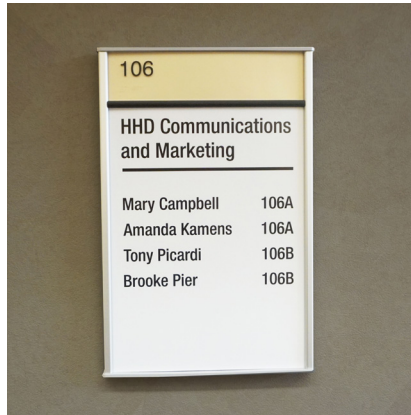 106
HHD Communications
and Marketing
Mary Campbell 106A
Amanda Kamens 106A
Tony Picardi 106B
Brooke Pier 106B